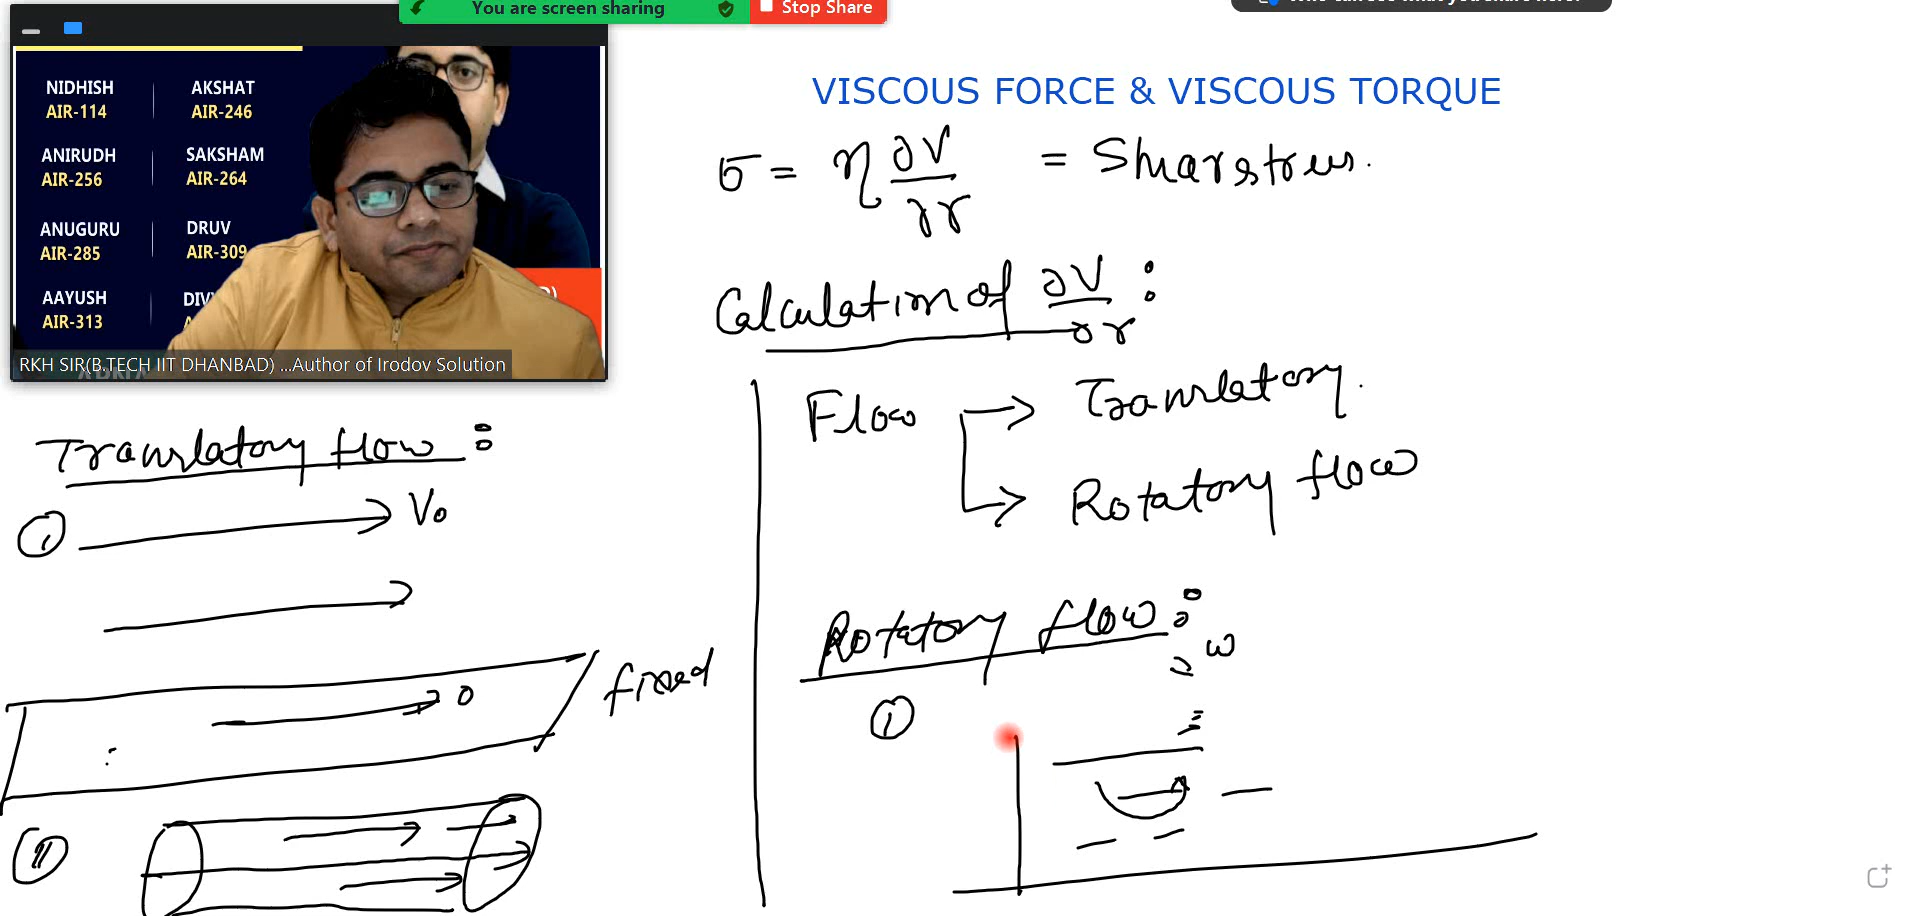 You are screen sharing
Stop Share
NIDHISH
AIR-114
AKSHAT
AIR-246
ANIRUDH
AIR-256
SAKSHAM
AIR-264
ANUGURU
AIR-285
DRUV
AIR-309
AAYUSH
AIR-313
RKH SIR(B.TECH IIT DHANBAD) ...Author of Irodov Solution
VISCOUS FORCE & VISCOUS TORQUE
σ = η ∂V/∂r = Shear stress.
Calculation of ∂V/∂r :
Flow → Translatory.
→ Rotatory flow
Translatory flow :
① V₀
0
fixed
②
Rotatory flow :
ω
①